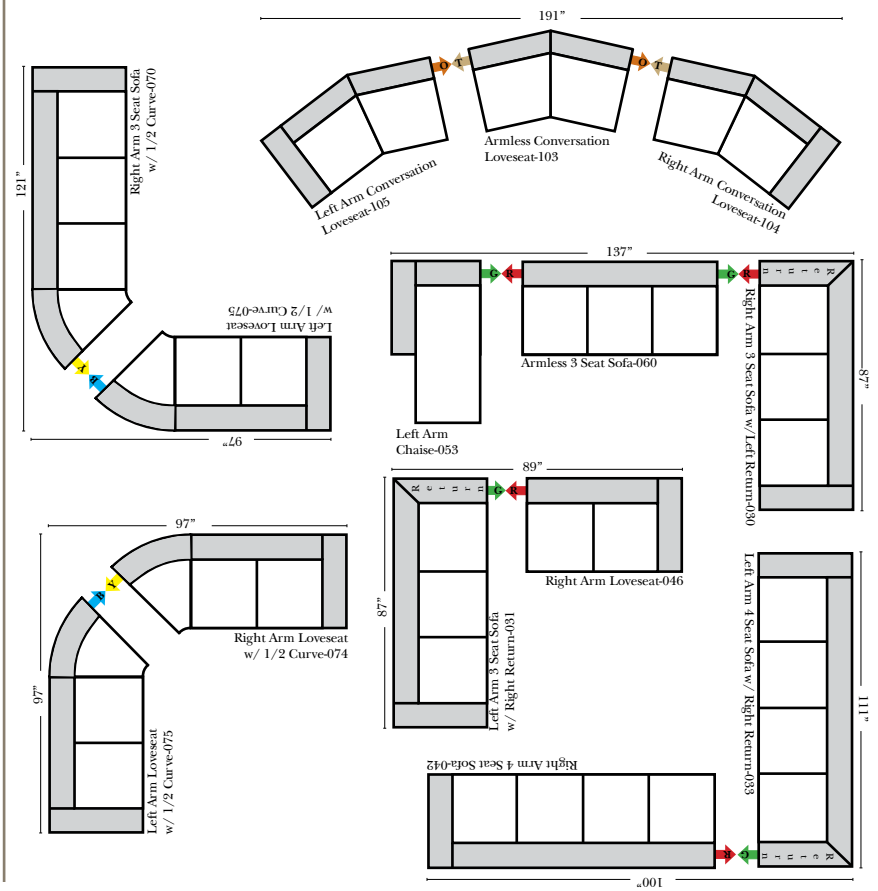 191”
O T
O T
Left Arm Conversation
Loveseat-105
Armless Conversation
Loveseat-103
Right Arm Conversation
Loveseat-104
121”
Right Arm 3 Seat Sofa
w/ 1/2 Curve-070
Y
B
Left Arm Loveseat
w/ 1/2 Curve-075
97”
137”
G R
G R
Return
Left Arm
Chaise-053
Armless 3 Seat Sofa-060
Right Arm 3 Seat Sofa w/Left Return-030
87”
97”
B
Y
Right Arm Loveseat
w/ 1/2 Curve-074
97”
Left Arm Loveseat
w/ 1/2 Curve-075
89”
Return
G R
87”
Left Arm 3 Seat Sofa
w/ Right Return-031
Right Arm Loveseat-046
Left Arm 4 Seat Sofa w/ Right Return-033
111”
Right Arm 4 Seat Sofa-042
R G
Return
100”